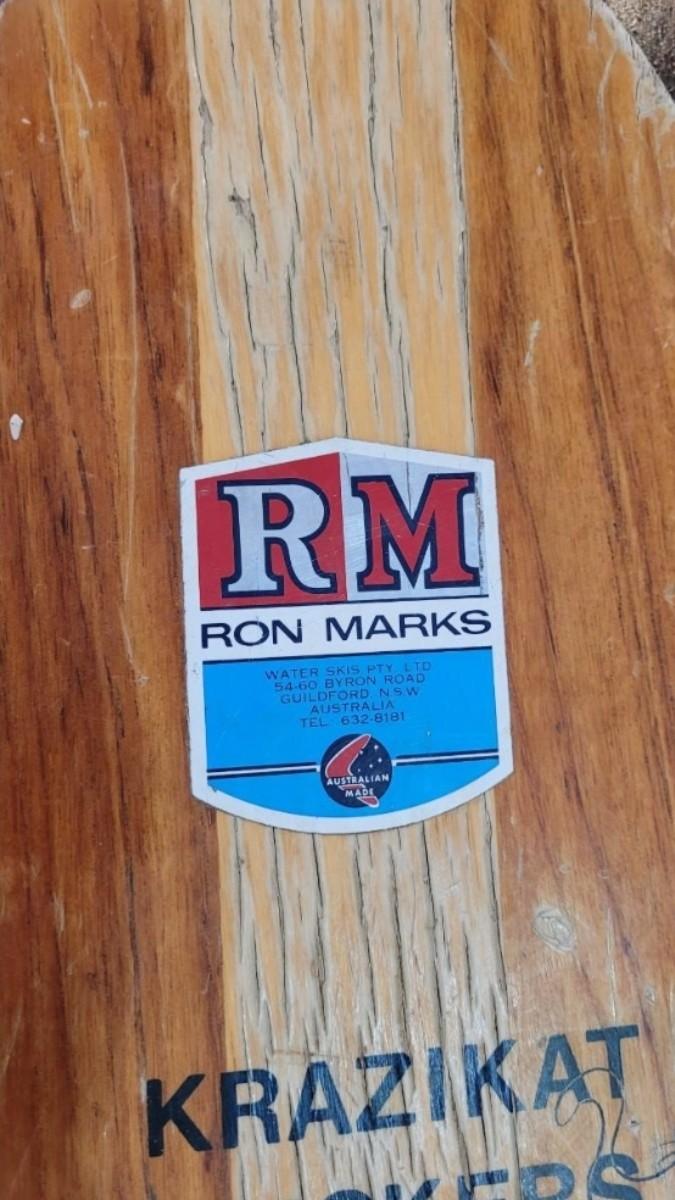 RM
RON MARKS
WATER SKIS PTY. LTD
54-60 BYRON ROAD
GUILDFORD. N.S.W
AUSTRALIA
TEL: 632-8181
AUSTRALIAN
MADE
KRAZIKAT